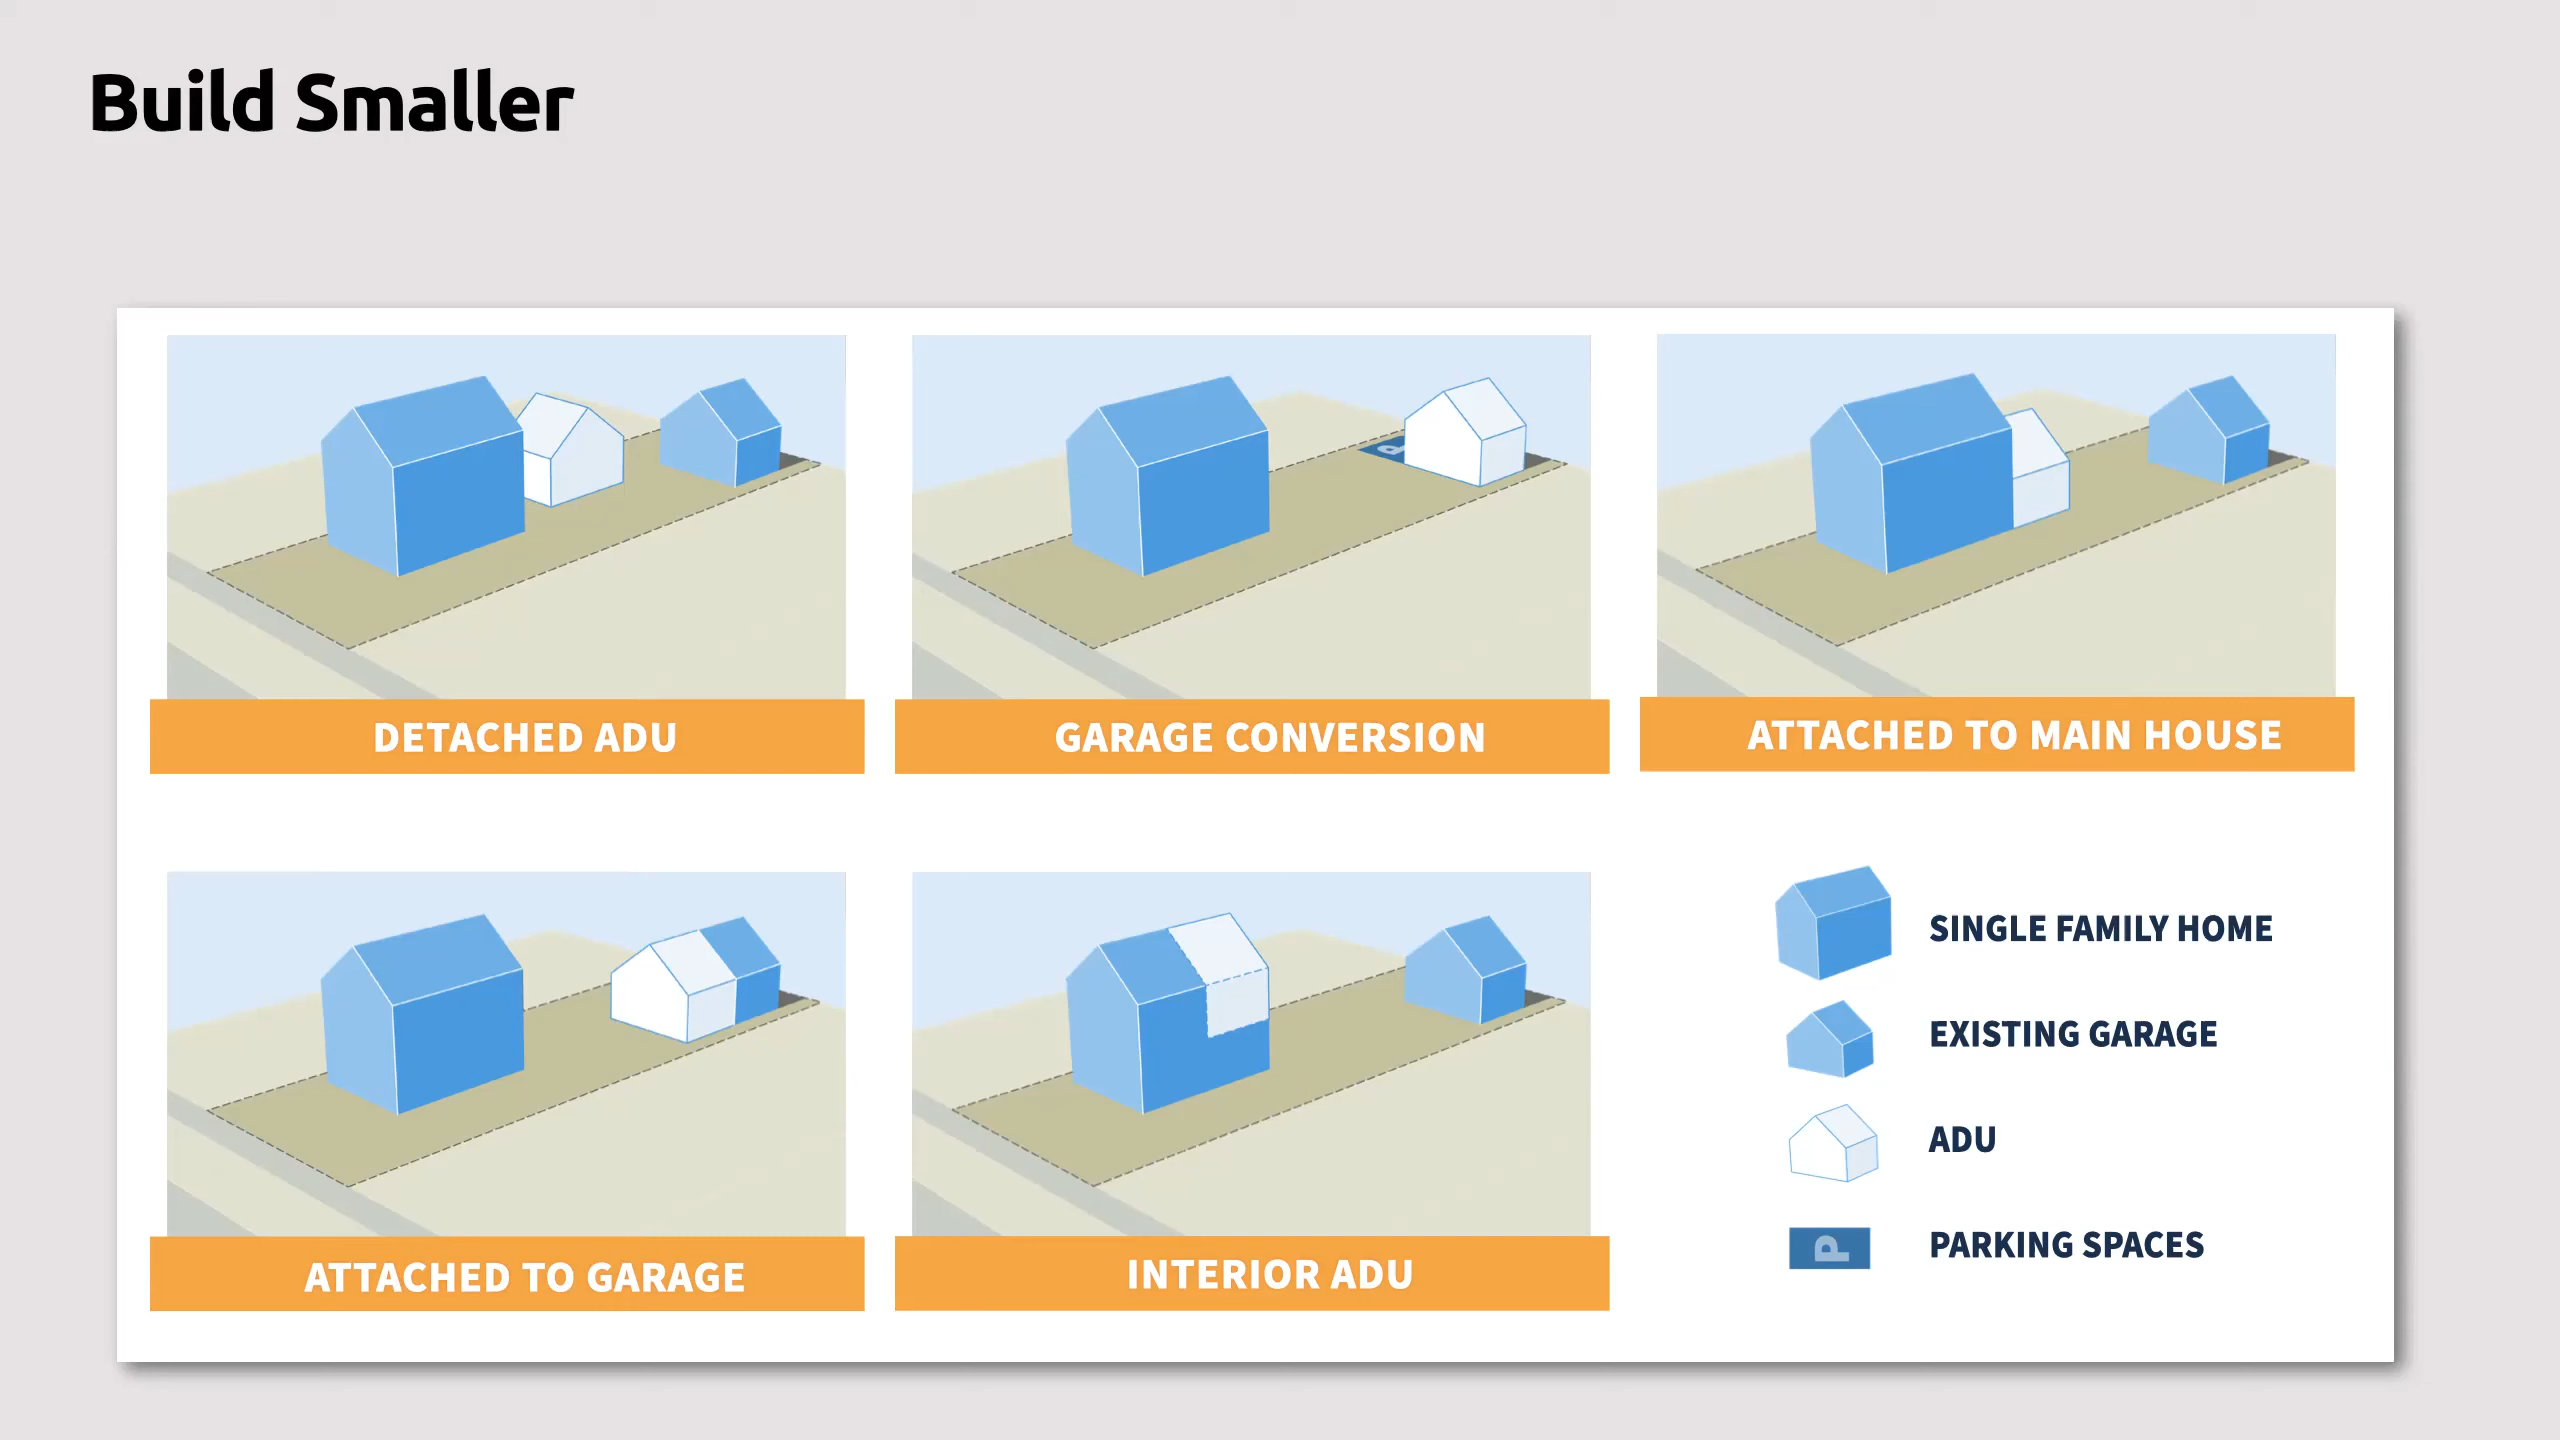 Build Smaller
DETACHED ADU
P
GARAGE CONVERSION
ATTACHED TO MAIN HOUSE
ATTACHED TO GARAGE
INTERIOR ADU
SINGLE FAMILY HOME
EXISTING GARAGE
ADU
P
PARKING SPACES